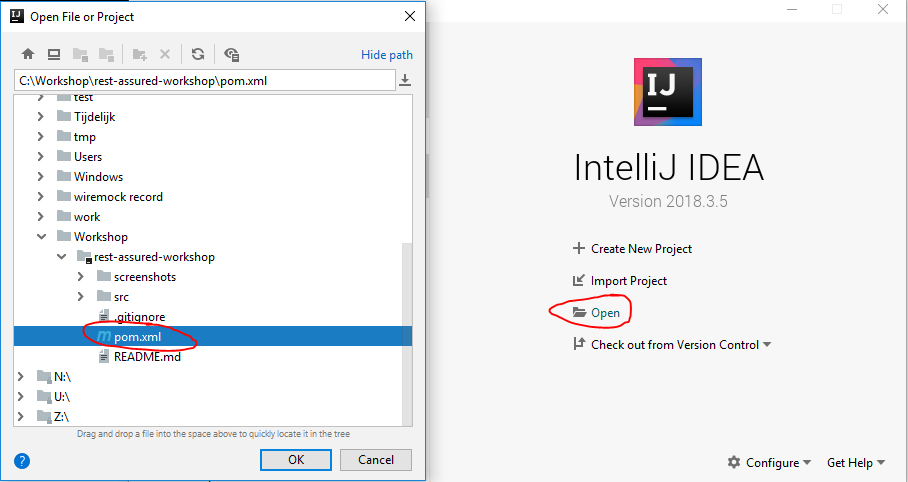 Open File or Project
Hide path
C:\Workshop\rest-assured-workshop\pom.xml
test
Tijdelijk
tmp
Users
Windows
wiremock record
work
Workshop
rest-assured-workshop
screenshots
src
.gitignore
pom.xml
README.md
N:\
U:\
Z:\
Drag and drop a file into the space above to quickly locate it in the tree
OK
Cancel
IJ
IntelliJ IDEA
Version 2018.3.5
Create New Project
Import Project
Open
Check out from Version Control
Configure
Get Help